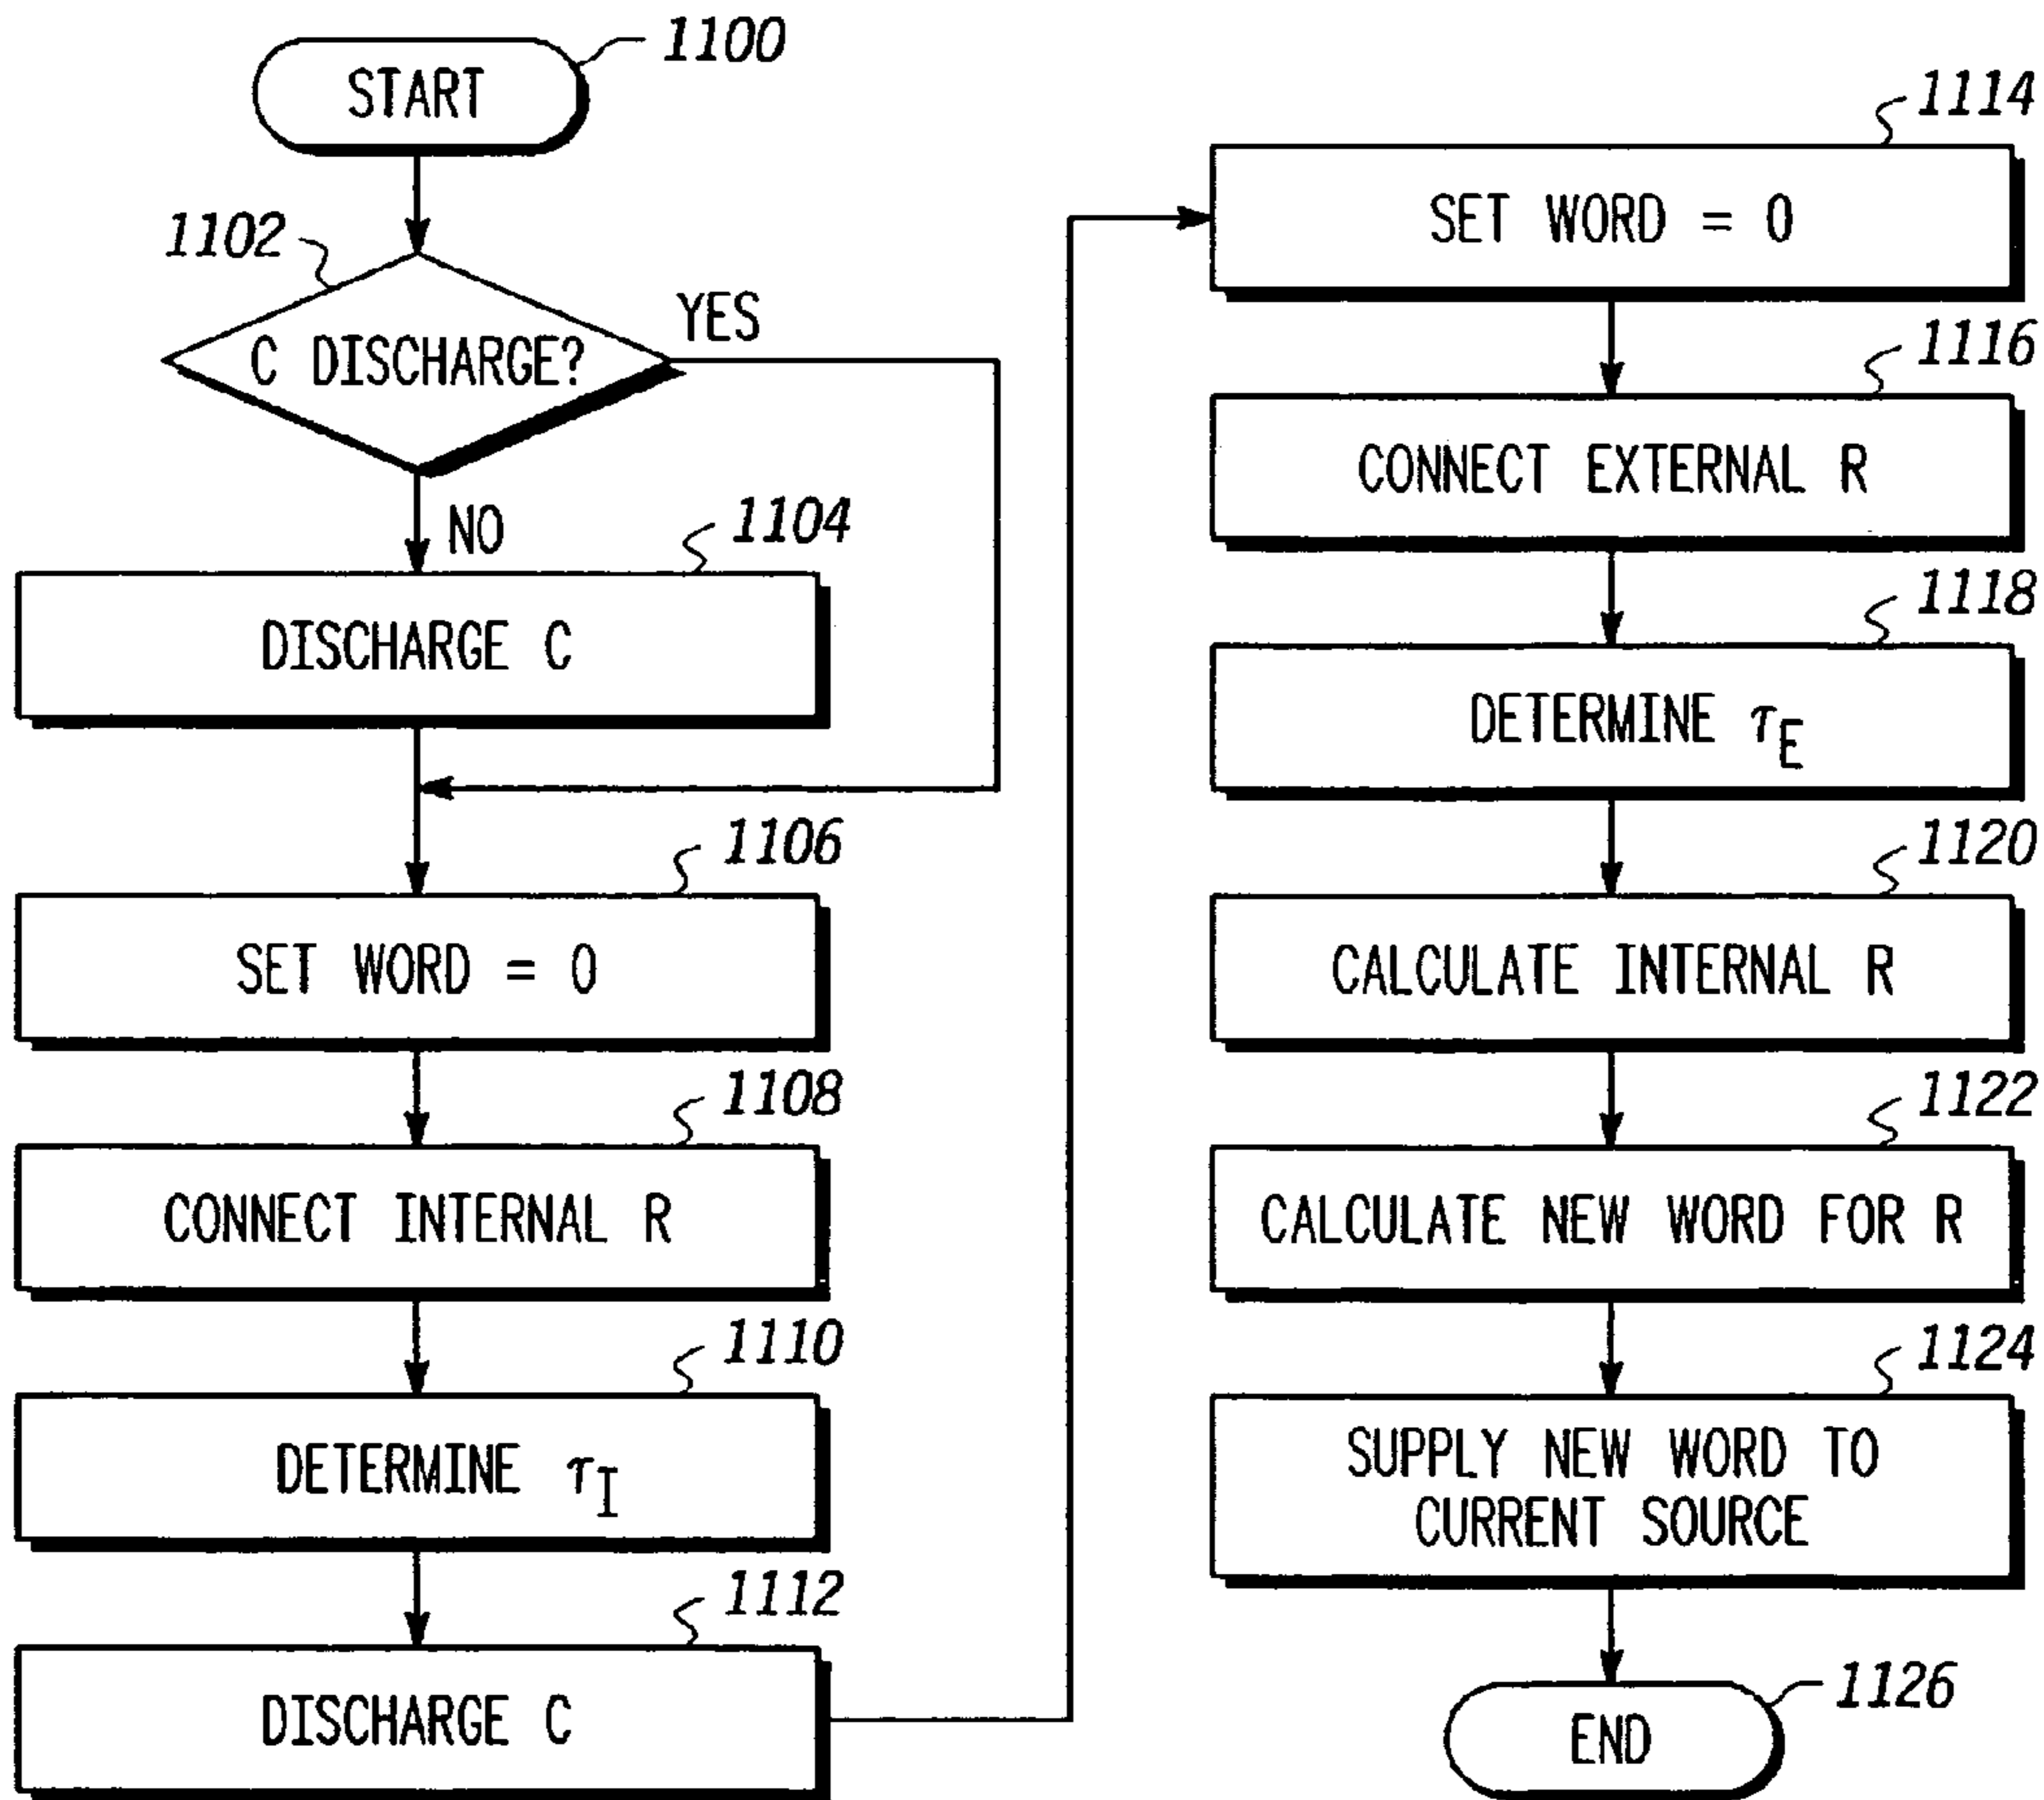 START
1100
1102
C DISCHARGE?
YES
NO
1104
DISCHARGE C
1106
SET WORD = 0
1108
CONNECT INTERNAL R
1110
DETERMINE τI
1112
DISCHARGE C
1114
SET WORD = 0
1116
CONNECT EXTERNAL R
1118
DETERMINE τE
1120
CALCULATE INTERNAL R
1122
CALCULATE NEW WORD FOR R
1124
SUPPLY NEW WORD TO
CURRENT SOURCE
1126
END